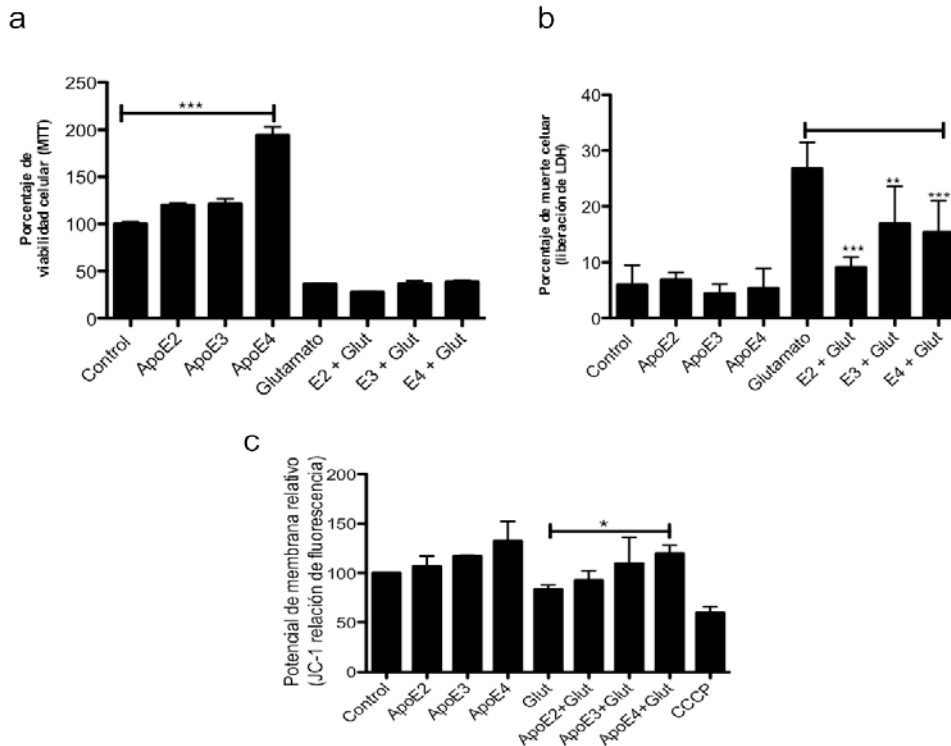 a
Porcentaje de
viabilidad celular (MTT)
250
200
150
100
50
0
***
Control
ApoE2
ApoE3
ApoE4
Glutamato
E2 + Glut
E3 + Glut
E4 + Glut
b
Porcentaje de muerte celuar
(liberación de LDH)
40
30
20
10
0
***
**
***
Control
ApoE2
ApoE3
ApoE4
Glutamato
E2 + Glut
E3 + Glut
E4 + Glut
c
Potencial de membrana relativo
(JC-1 relación de fluorescencia)
200
150
100
50
0
*
Control
ApoE2
ApoE3
ApoE4
Glut
ApoE2+Glut
ApoE3+Glut
ApoE4+Glut
CCCP